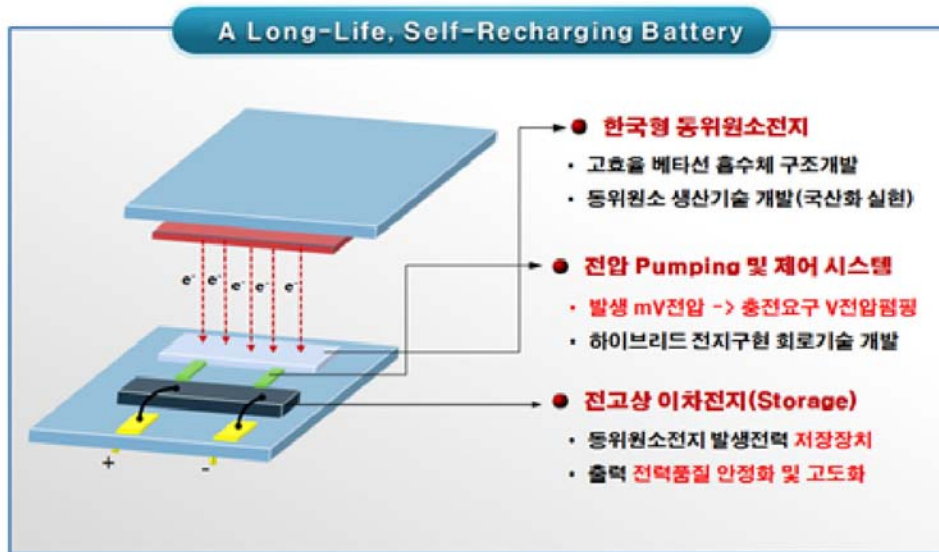 A Long-Life, Self-Recharging Battery
한국형 동위원소전지
• 고효율 베타선 흡수체 구조개발
• 동위원소 생산기술 개발(국산화 실현)
전압 Pumping 및 제어 시스템
• 발생 mV전압 -> 충전요구 V전압펌핑
• 하이브리드 전지구현 회로기술 개발
전고상 이차전지(Storage)
• 동위원소전지 발생전력 저장장치
• 출력 전력품질 안정화 및 고도화
e- e- e- e- e-
+ -